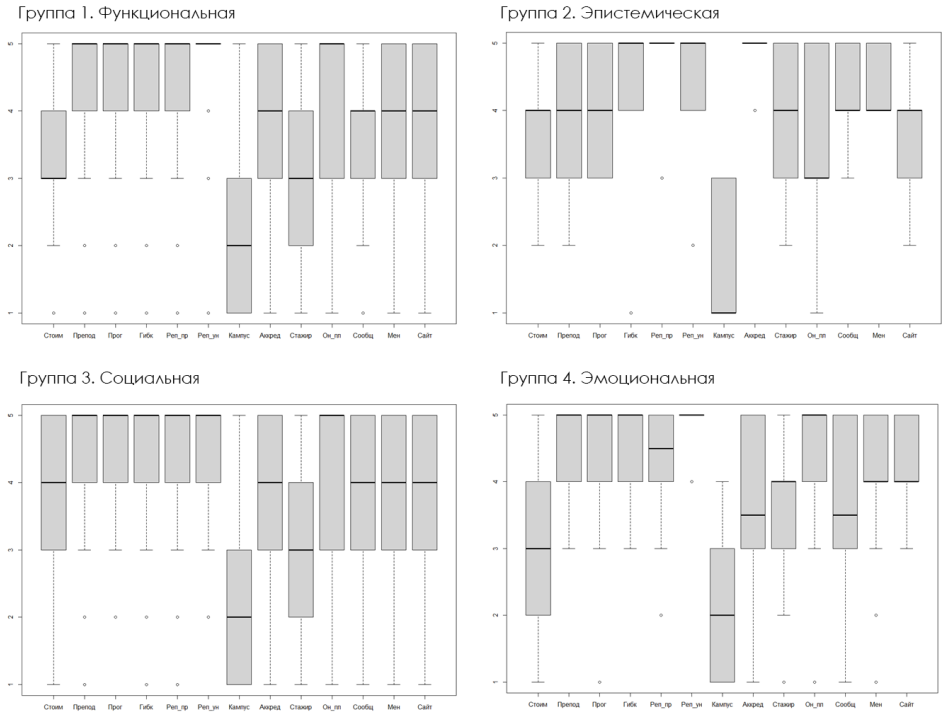 Группа 1. Функциональная
5
4
3
2
1
Стоим Препод Прог Гибк Реп_пр Реп_ун Кампус Аккред Стажир Он_пл Сообщ Мен Сайт
Группа 2. Эпистемическая
5
4
3
2
1
Стоим Препод Прог Гибк Реп_пр Реп_ун Кампус Аккред Стажир Он_пл Сообщ Мен Сайт
Группа 3. Социальная
5
4
3
2
1
Стоим Препод Прог Гибк Реп_пр Реп_ун Кампус Аккред Стажир Он_пл Сообщ Мен Сайт
Группа 4. Эмоциональная
5
4
3
2
1
Стоим Препод Прог Гибк Реп_пр Реп_ун Кампус Аккред Стажир Он_пл Сообщ Мен Сайт